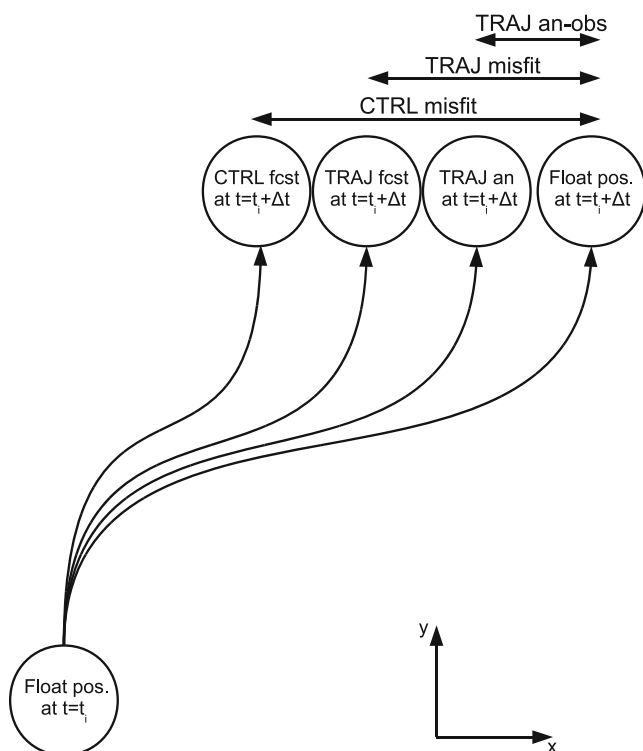 TRAJ an-obs
TRAJ misfit
CTRL misfit
CTRL fcst
at t=tᵢ+Δt
TRAJ fcst
at t=tᵢ+Δt
TRAJ an
at t=tᵢ+Δt
Float pos.
at t=tᵢ+Δt
Float pos.
at t=tᵢ
y
x